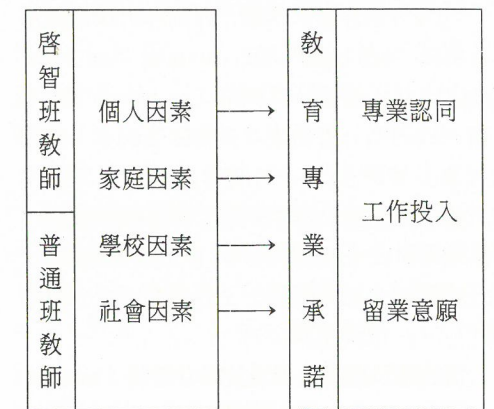 啓智班教師
普通班教師
個人因素
家庭因素
學校因素
社會因素
教育專業承諾
專業認同
工作投入
留業意願